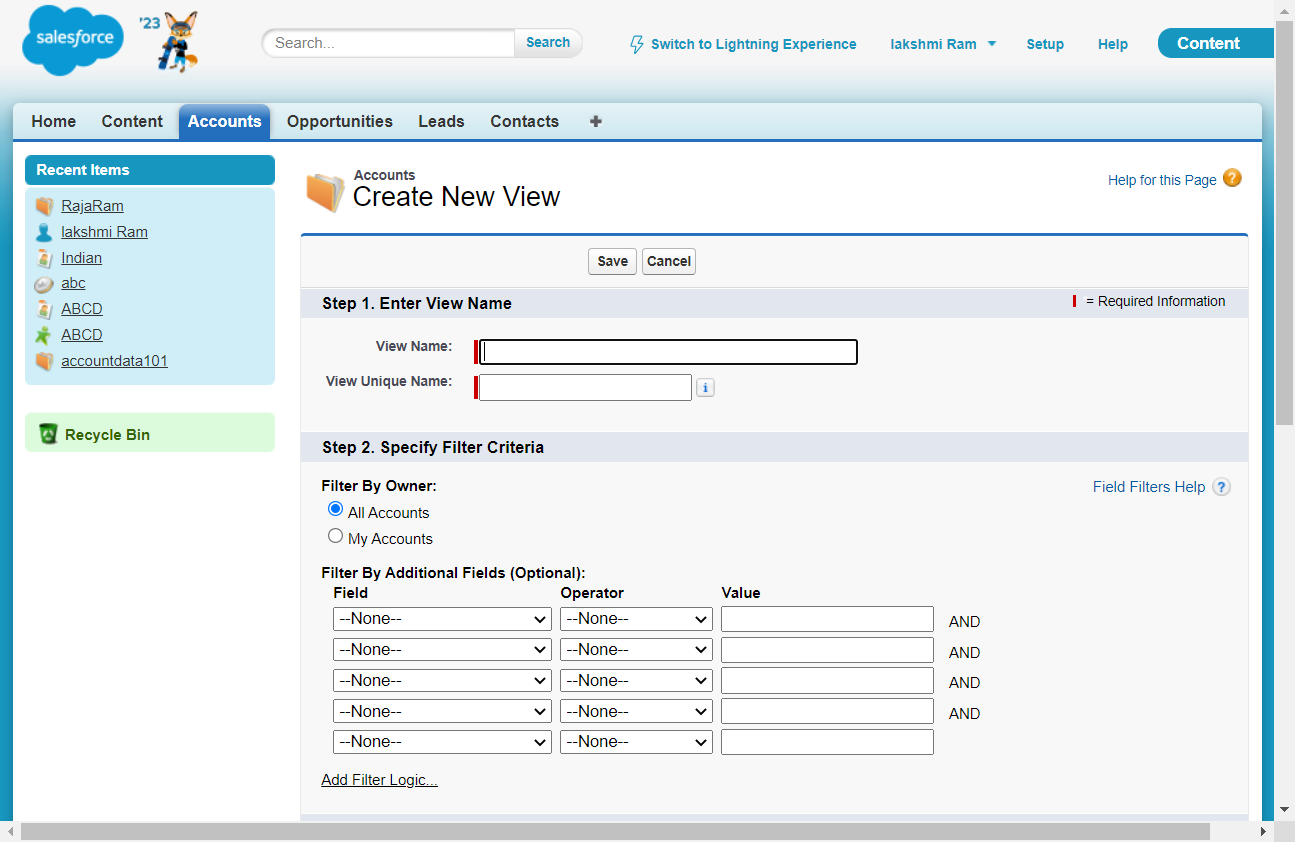 salesforce
'23
Search...
Search
Switch to Lightning Experience
lakshmi Ram
Setup
Help
Content
Home
Content
Accounts
Opportunities
Leads
Contacts
+
Recent Items
RajaRam
lakshmi Ram
Indian
abc
ABCD
ABCD
accountdata101
Recycle Bin
Accounts
Create New View
Help for this Page ?
Save
Cancel
Step 1. Enter View Name
= Required Information
View Name:
View Unique Name:
i
Step 2. Specify Filter Criteria
Filter By Owner:
Field Filters Help ?
All Accounts
My Accounts
Filter By Additional Fields (Optional):
Field Operator Value
--None-- --None-- AND
--None-- --None-- AND
--None-- --None-- AND
--None-- --None-- AND
--None-- --None--
Add Filter Logic...